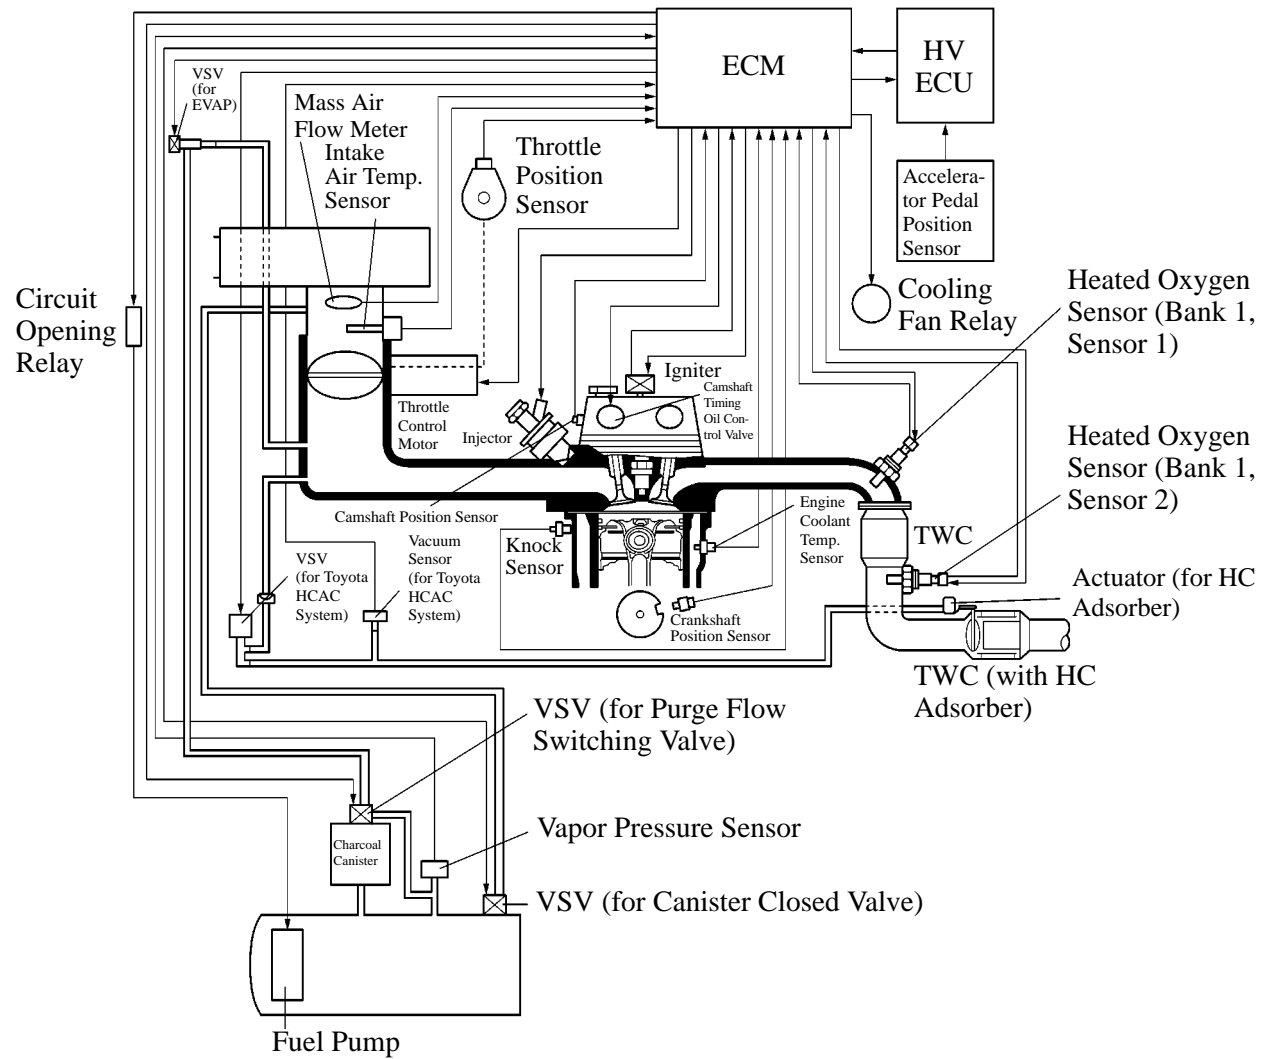 ECM
HV
ECU
VSV
(for
EVAP)
Mass Air
Flow Meter
Intake
Air Temp.
Sensor
Throttle
Position
Sensor
Accelera-
tor Pedal
Position
Sensor
Circuit
Opening
Relay
Cooling
Fan Relay
Heated Oxygen
Sensor (Bank 1,
Sensor 1)
Igniter
Camshaft
Timing
Oil Con-
trol Valve
Throttle
Control
Motor
Injector
Heated Oxygen
Sensor (Bank 1,
Sensor 2)
Camshaft Position Sensor
Engine
Coolant
Temp.
Sensor
Knock
Sensor
TWC
VSV
(for Toyota
HCAC
System)
Vacuum
Sensor
(for Toyota
HCAC
System)
Actuator (for HC
Adsorber)
Crankshaft
Position Sensor
TWC (with HC
Adsorber)
VSV (for Purge Flow
Switching Valve)
Charcoal
Canister
Vapor Pressure Sensor
VSV (for Canister Closed Valve)
Fuel Pump